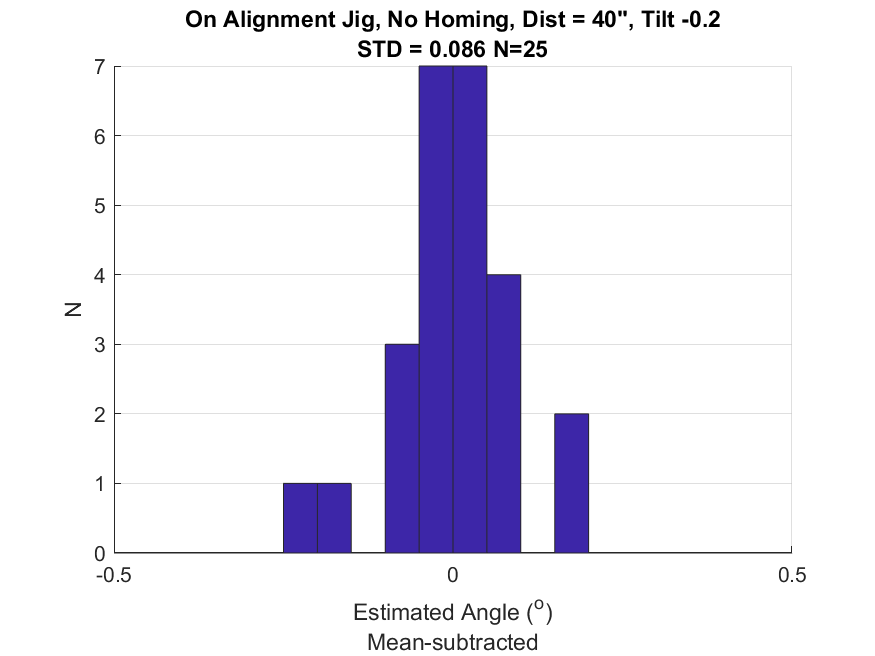 On Alignment Jig, No Homing, Dist = 40", Tilt -0.2
STD = 0.086 N=25
7
6
5
4
3
2
1
0
N
-0.5 0 0.5
Estimated Angle (°)
Mean-subtracted